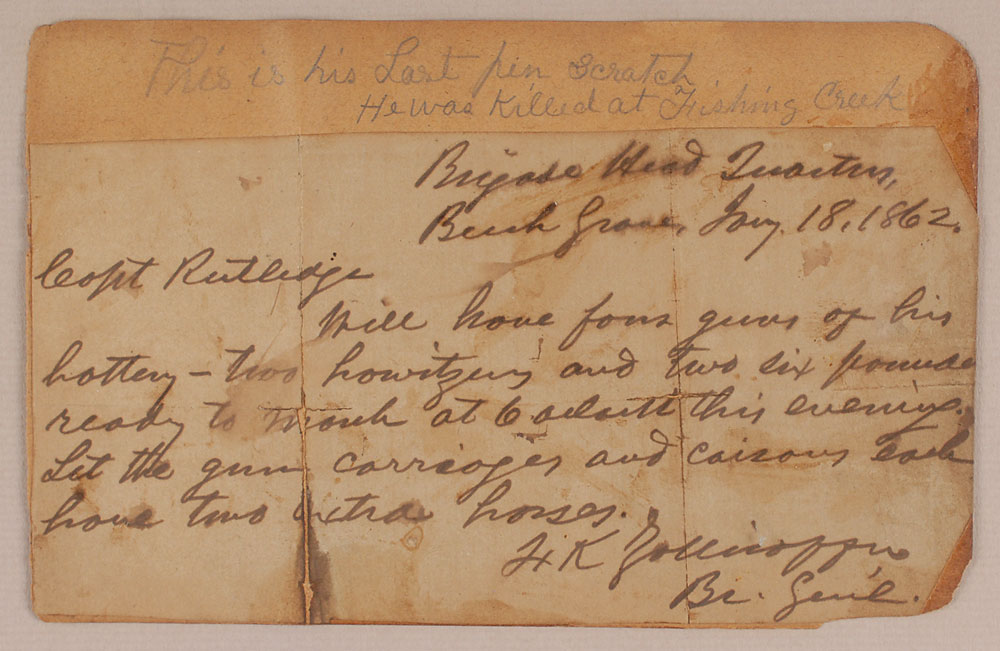 This is his Last pen Scratch
He was Killed at Fishing Creek
Brigade Head Quarters,
Beech Grove, Jany. 18, 1862.
Capt Rutledge
Will have four guns of his
battery – two howitzers and two six pounders
ready to march at 6 o'clock this evening.
Let the gun carriages and caisons each
have two extra horses.
F K Zollicoffer
Br. Genl.